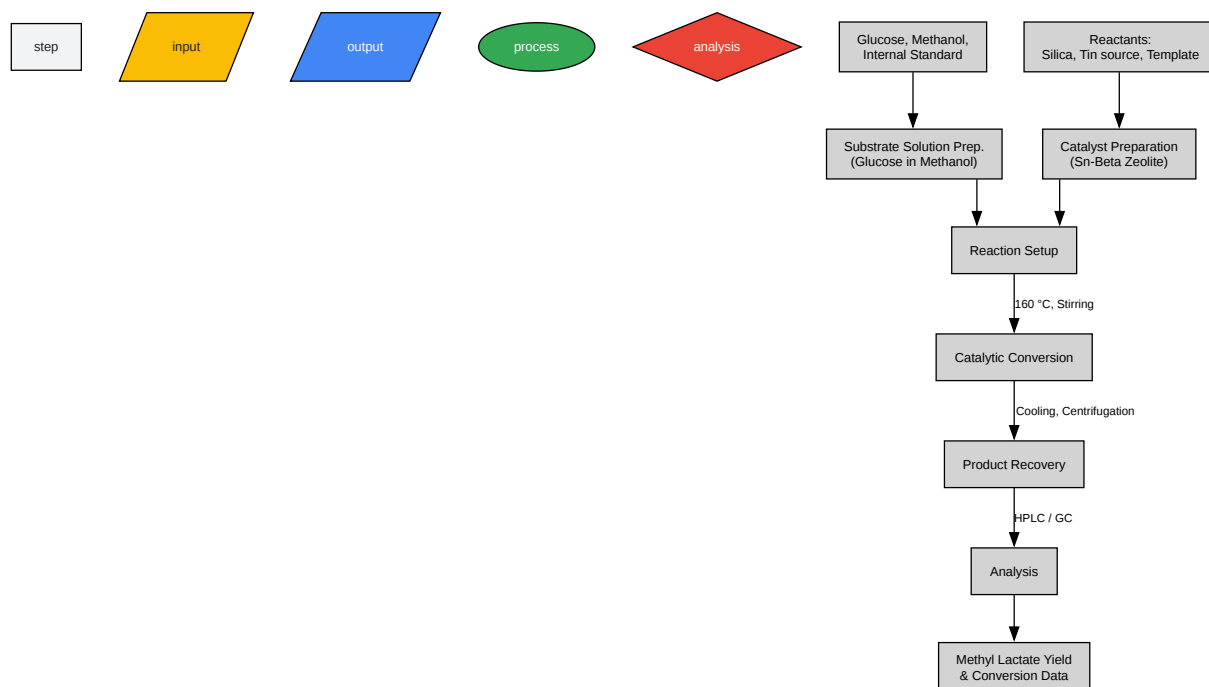 step
input
output
process
analysis
Glucose, Methanol,
Internal Standard
Reactants:
Silica, Tin source, Template
Substrate Solution Prep.
(Glucose in Methanol)
Catalyst Preparation
(Sn-Beta Zeolite)
Reaction Setup
160 °C, Stirring
Catalytic Conversion
Cooling, Centrifugation
Product Recovery
HPLC / GC
Analysis
Methyl Lactate Yield
& Conversion Data